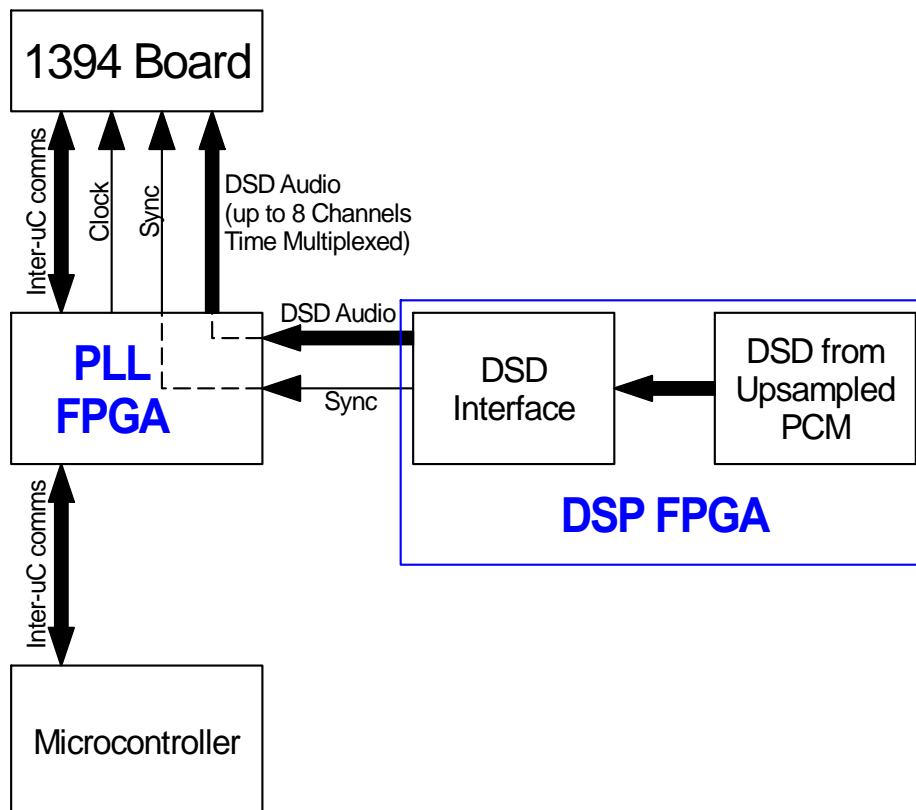 1394 Board
Inter-uC comms
Clock
Sync
DSD Audio
(up to 8 Channels
Time Multiplexed)
PLL
FPGA
DSD Audio
Sync
DSD
Interface
DSD from
Upsampled
PCM
DSP FPGA
Inter-uC comms
Microcontroller